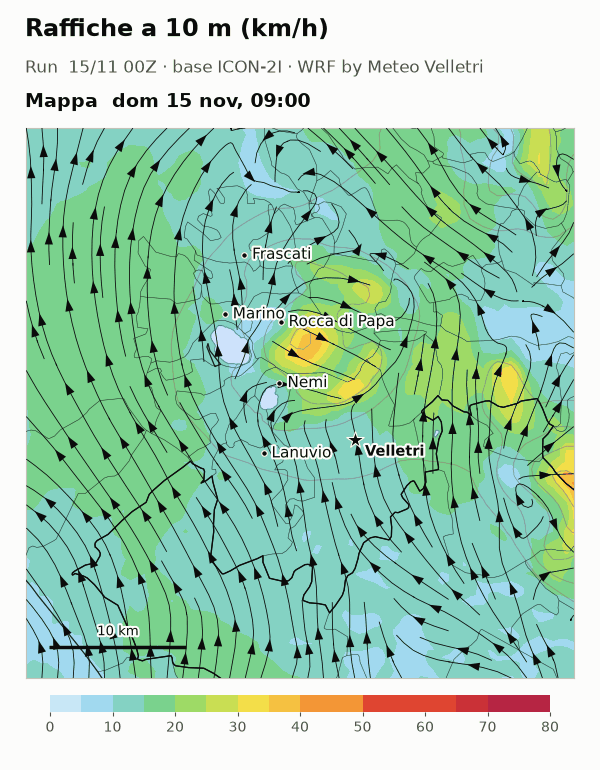 Raffiche a 10 m (km/h)
Run 15/11 00Z · base ICON-2I · WRF by Meteo Velletri
Mappa dom 15 nov, 09:00
Frascati
Marino
Rocca di Papa
Nemi
Velletri
Lanuvio
10 km
0 10 20 30 40 50 60 70 80